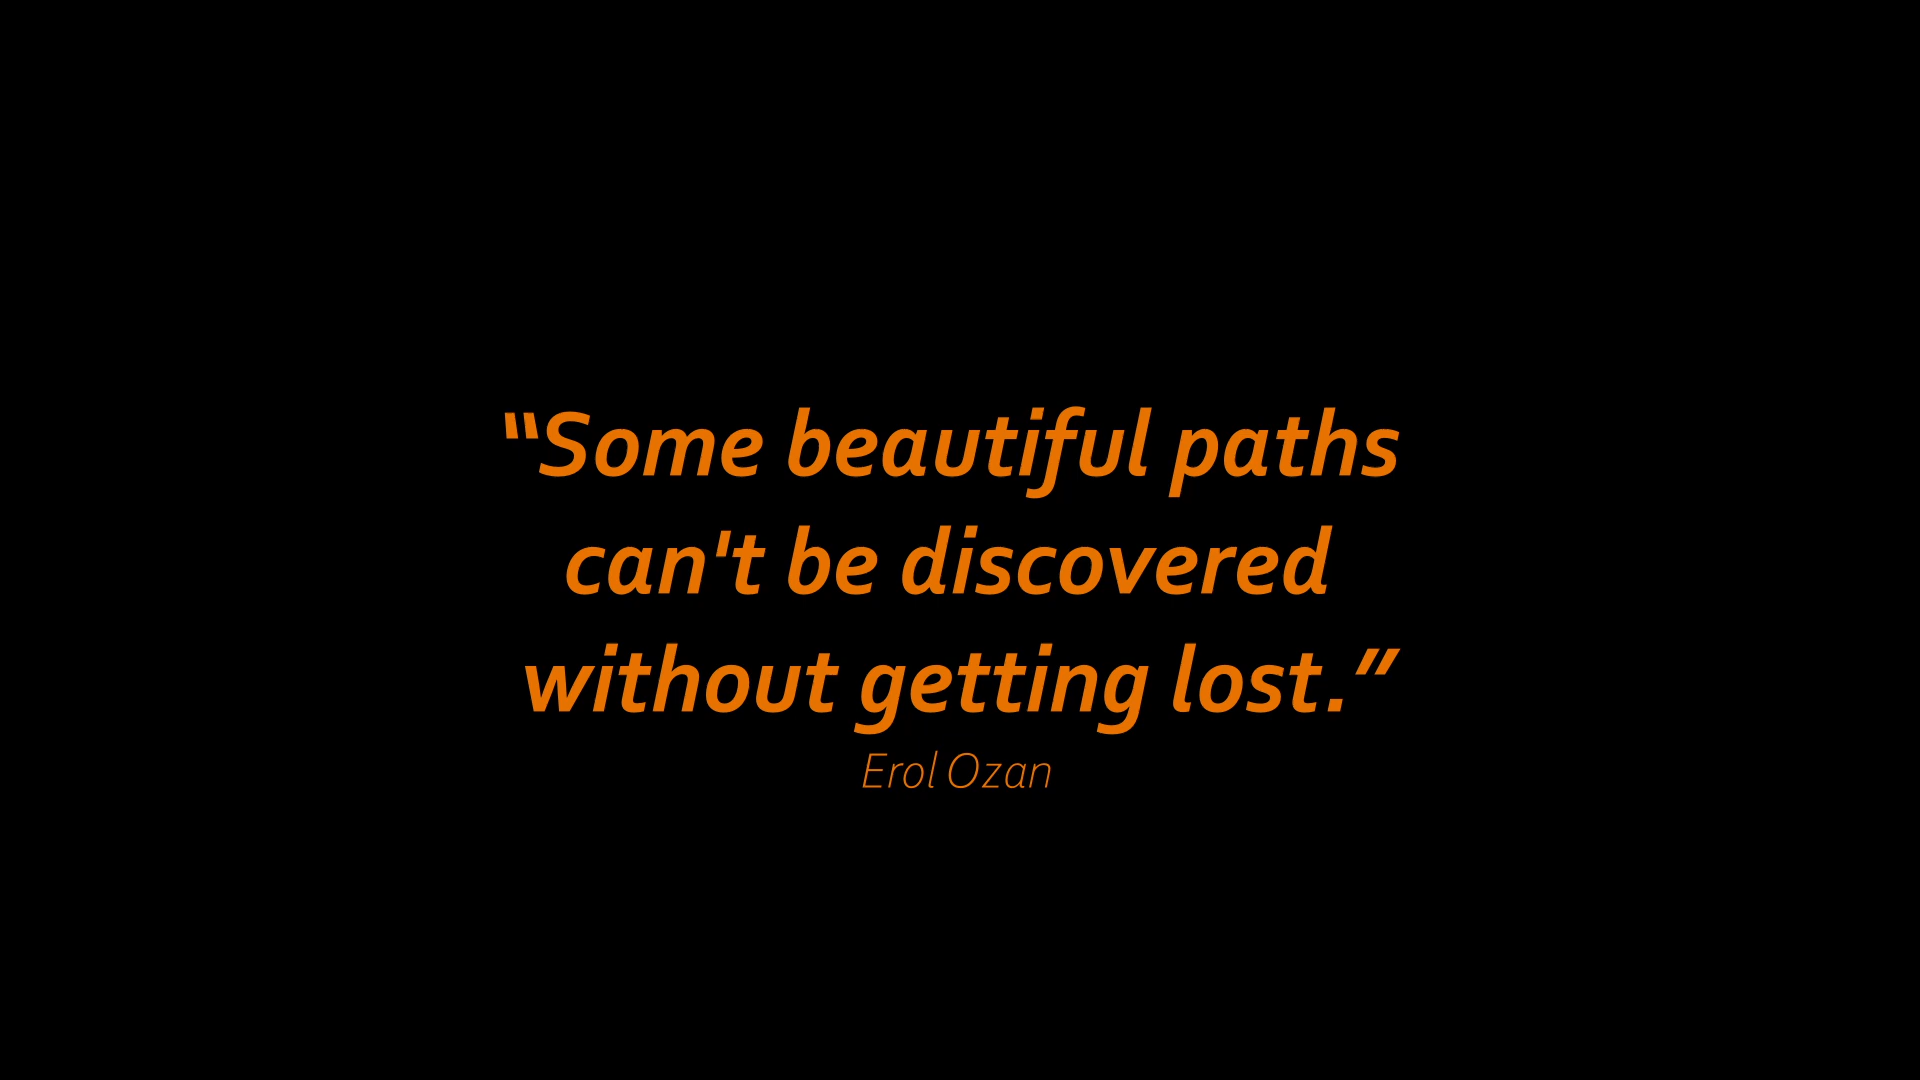 “Some beautiful paths
can't be discovered
without getting lost.”
Erol Ozan